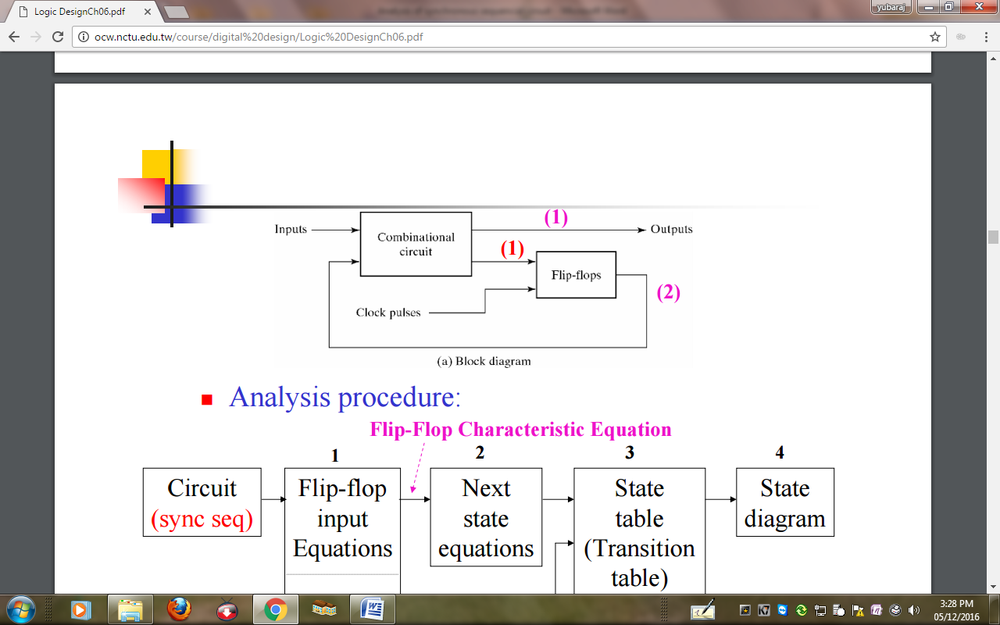 Logic DesignCh06.pdf
yubaraj
ocw.nctu.edu.tw/course/digital%20design/Logic%20DesignCh06.pdf
(1)
Inputs
Outputs
Combinational
circuit
(1)
Flip-flops
(2)
Clock pulses
(a) Block diagram
Analysis procedure:
Flip-Flop Characteristic Equation
1
2
3
4
Circuit
(sync seq)
Flip-flop
input
Equations
Next
state
equations
State
table
(Transition
table)
State
diagram
3:28 PM
05/12/2016